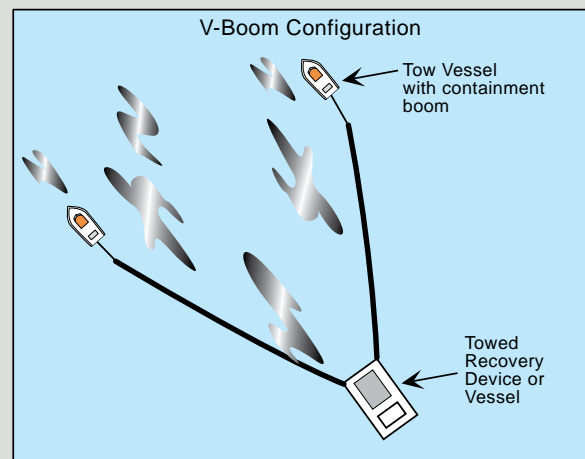 V-Boom Configuration
Tow Vessel
with containment
boom
Towed
Recovery
Device or
Vessel